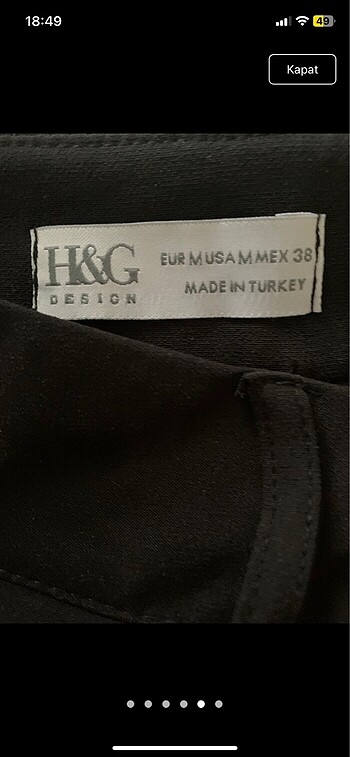 18:49
49
Kapat
H&G
DESIGN
EUR M USA M MEX 38
MADE IN TURKEY